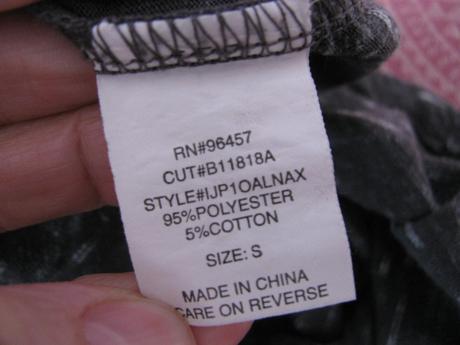 RN#96457
CUT#B11818A
STYLE#IJP1OALNAX
95%POLYESTER
5%COTTON
SIZE: S
MADE IN CHINA
CARE ON REVERSE